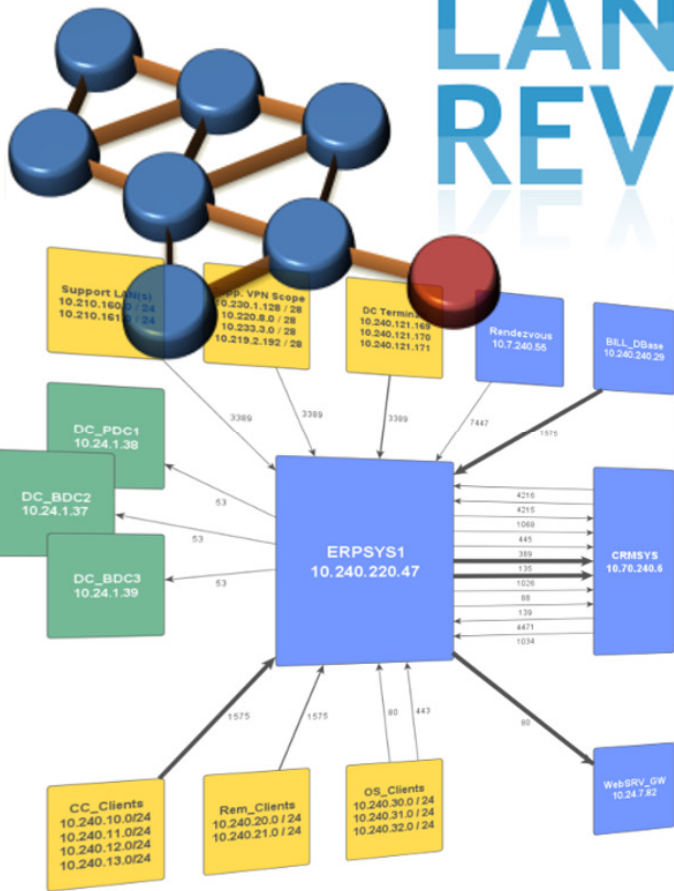 LAN
REV
Support LAN(s)
10.210.160.0 / 24
10.210.161.0 / 24
pp. VPN Scope
10.230.1.128 / 28
10.220.8.0 / 28
10.233.3.0 / 28
10.219.2.192 / 28
DC Termin
10.240.121.169
10.240.121.170
10.240.121.171
Rendezvous
10.7.240.55
BILL_DBase
10.240.240.29
3389
3389
3389
7447
1575
DC_PDC1
10.24.1.38
DC_BDC2
10.24.1.37
DC_BDC3
10.24.1.39
53
53
53
ERPSYS1
10.240.220.47
4216
4215
1068
445
389
135
1026
88
139
4471
1034
CRMSYS
10.70.240.6
1575
1575
80
443
80
CC_Clients
10.240.10.0/24
10.240.11.0/24
10.240.12.0/24
10.240.13.0/24
Rem_Clients
10.240.20.0 / 24
10.240.21.0 / 24
OS_Clients
10.240.30.0 / 24
10.240.31.0 / 24
10.240.32.0 / 24
WebSRV_GW
10.24.7.82